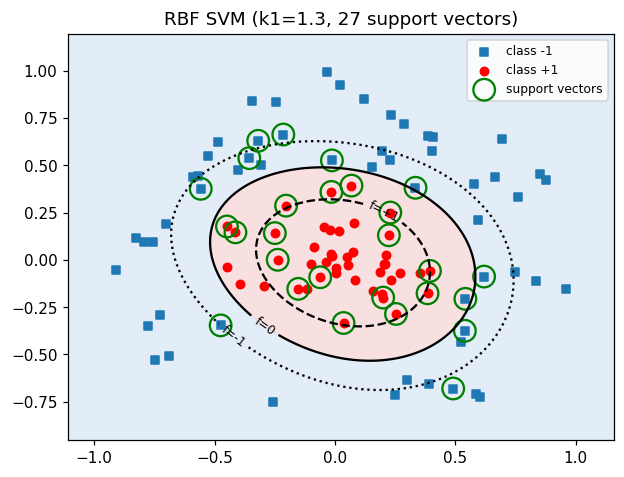 RBF SVM (k1=1.3, 27 support vectors)
class -1
class +1
support vectors
1.00
0.75
0.50
0.25
0.00
−0.25
−0.50
−0.75
f=+1
f=0
f=-1
−1.0 −0.5 0.0 0.5 1.0